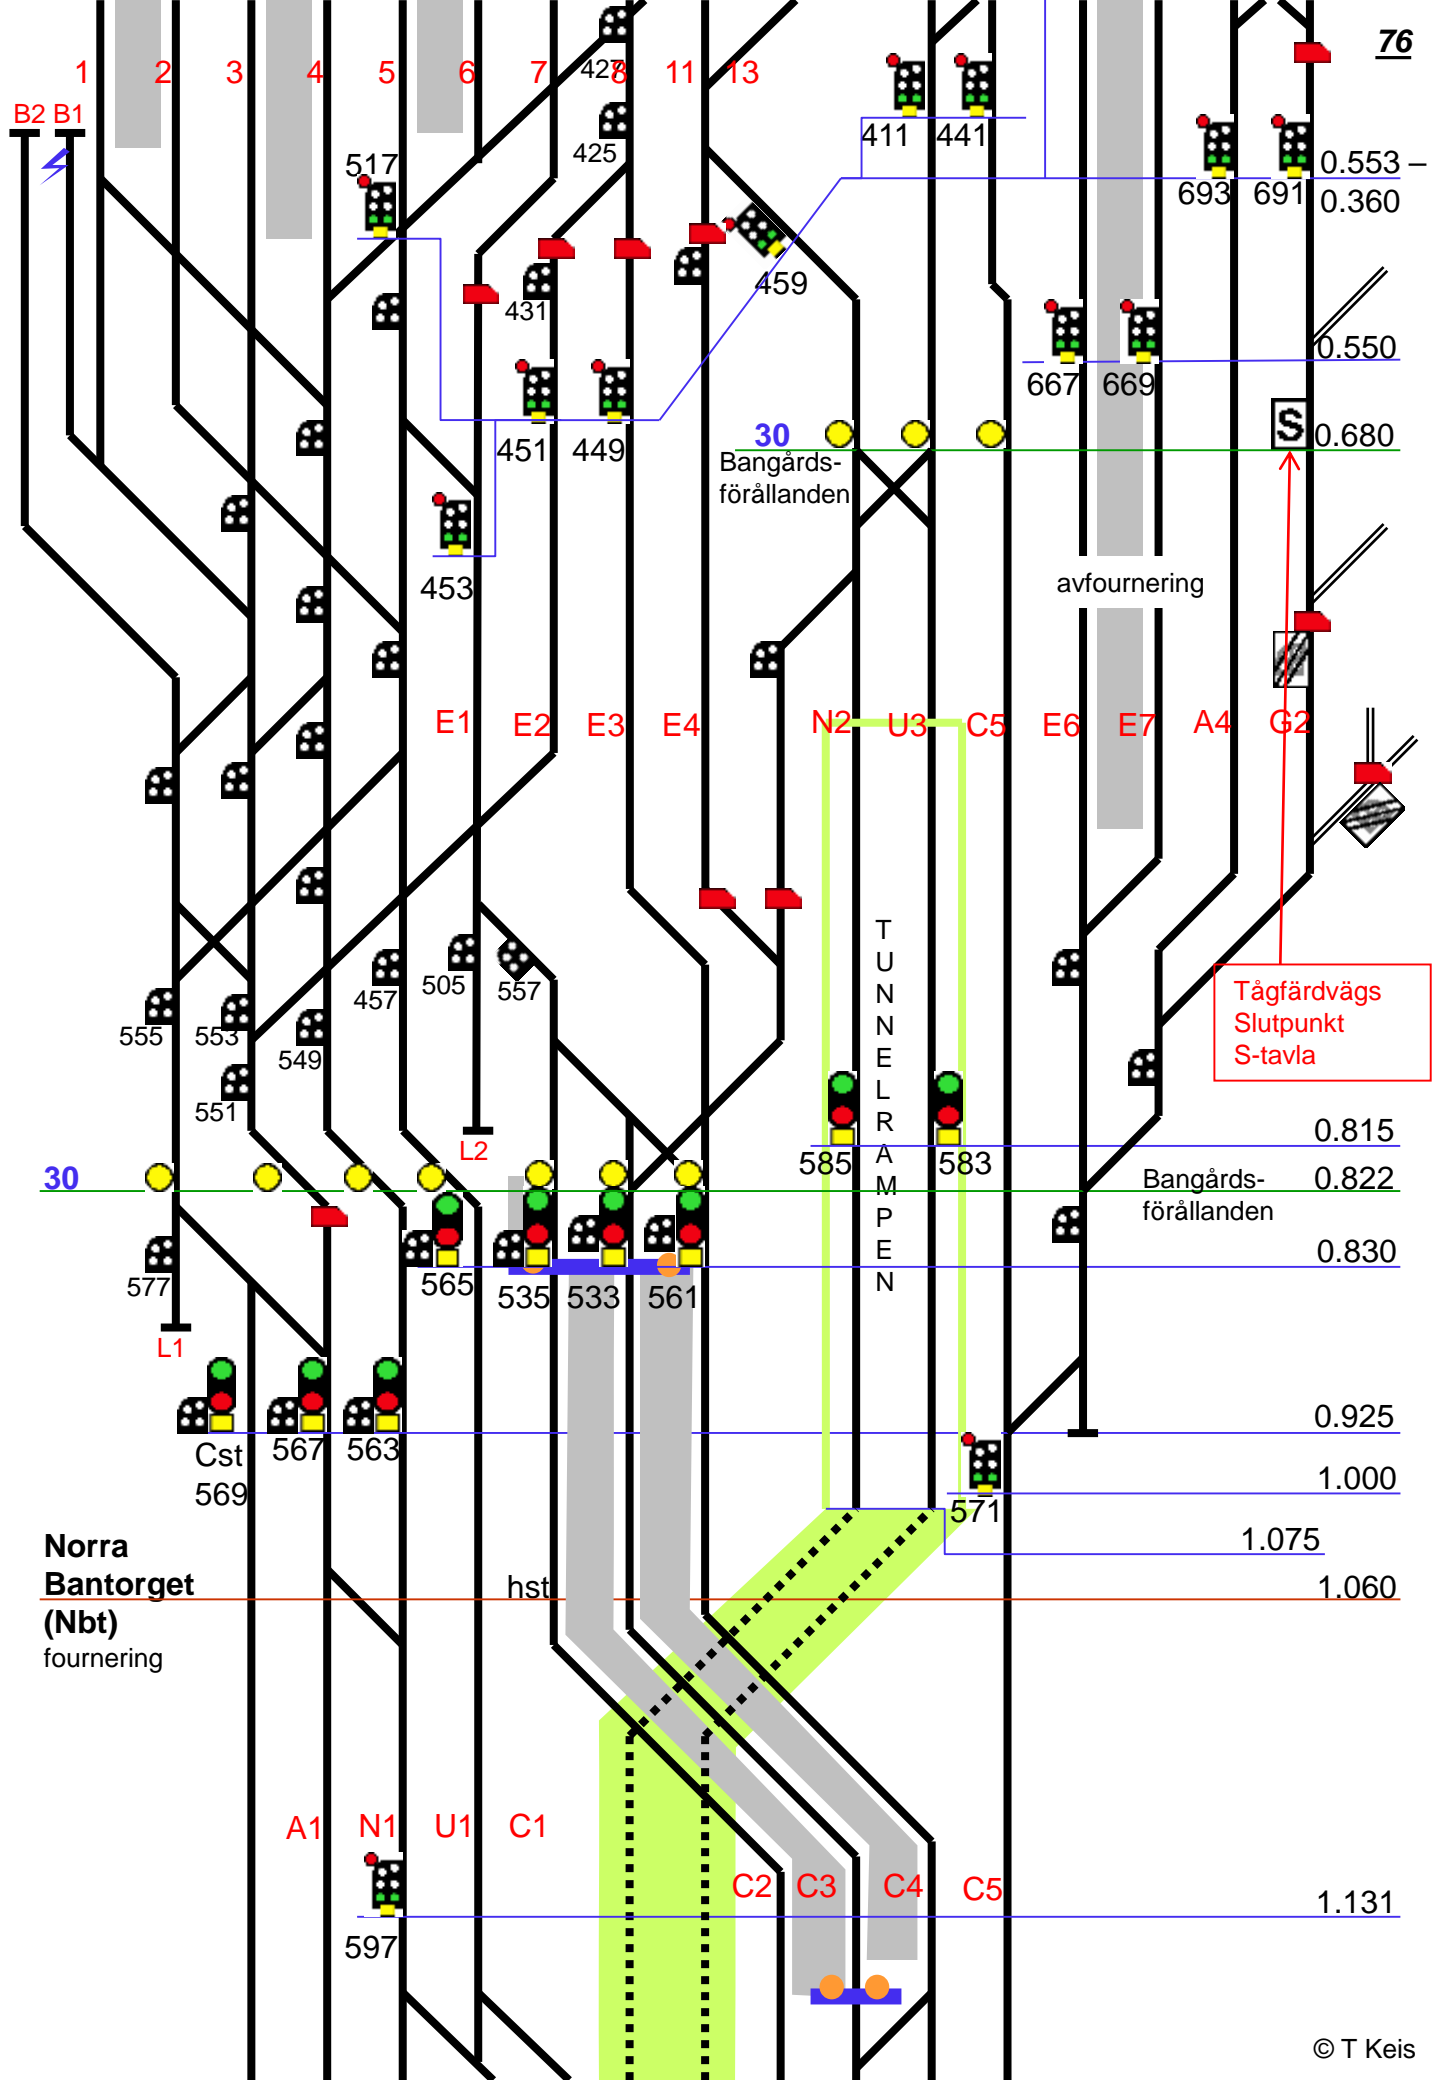 76
1 2 3 4 5 6 7 427 8 11 13
B2 B1
411 441
425
517
693 691 0.553 –
0.360
459
431
0.550
667 669
451 449
30
Bangårds-
förållanden
S 0.680
453
avfournering
E1 E2 E3 E4 N2 U3 C5 E6 E7 A4 G2
TUNNELRAMPEN
505 557
457
555 553
549
551
Tågfärdvägs
Slutpunkt
S-tavla
L2
585 583
0.815
30
Bangårds-
förållanden
0.822
577
565 535 533 561
0.830
L1
0.925
Cst
569
567 563
1.000
571
1.075
Norra
Bantorget
(Nbt)
fournering
hst
1.060
A1 N1 U1 C1
C2 C3 C4 C5
1.131
597
© T Keis